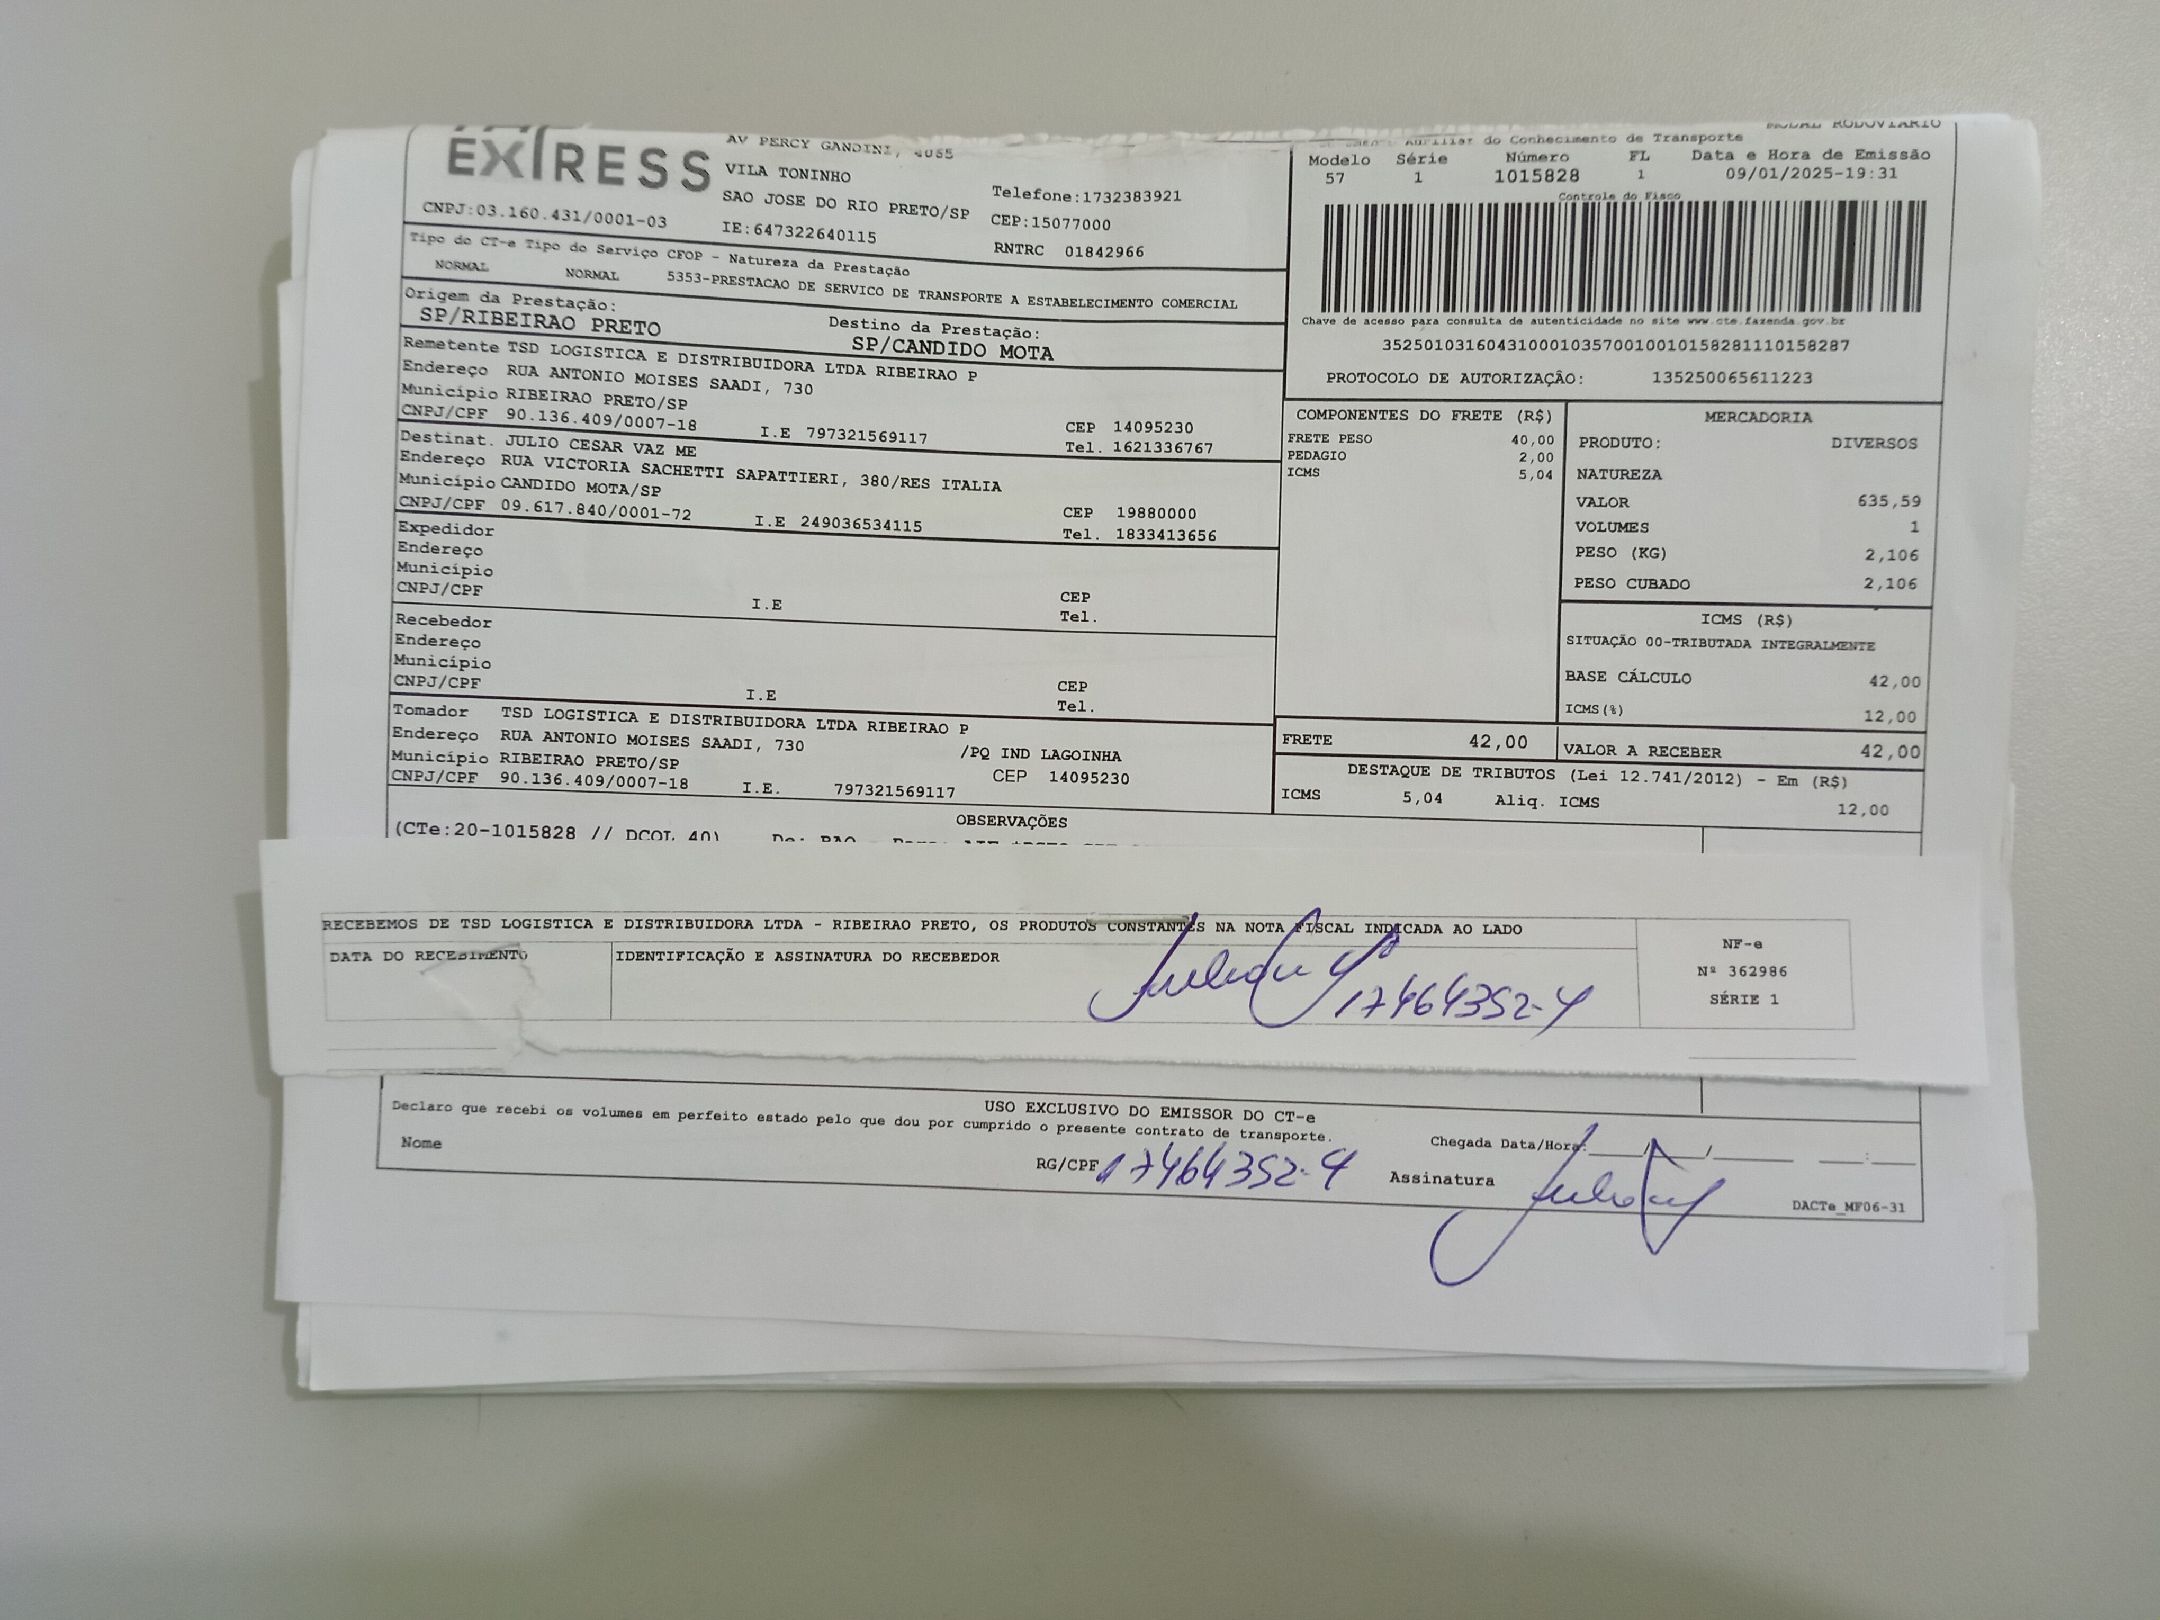 EXPRESS
AV PERCY GANDINI, 4055
VILA TONINHO
SAO JOSE DO RIO PRETO/SP
Telefone:1732383921
CEP:15077000
CNPJ:03.160.431/0001-03
IE:647322640115
RNTRC 01842966
Tipo do CT-e Tipo do Serviço CFOP - Natureza da Prestação
NORMAL NORMAL 5353-PRESTACAO DE SERVICO DE TRANSPORTE A ESTABELECIMENTO COMERCIAL
Origem da Prestação:
SP/RIBEIRAO PRETO
Destino da Prestação:
SP/CANDIDO MOTA
Remetente TSD LOGISTICA E DISTRIBUIDORA LTDA RIBEIRAO P
Endereço RUA ANTONIO MOISES SAADI, 730
Município RIBEIRAO PRETO/SP
CEP 14095230
CNPJ/CPF 90.136.409/0007-18 I.E 797321569117 Tel. 1621336767
Destinat. JULIO CESAR VAZ ME
Endereço RUA VICTORIA SACHETTI SAPATTIERI, 380/RES ITALIA
Município CANDIDO MOTA/SP
CEP 19880000
CNPJ/CPF 09.617.840/0001-72 I.E 249036534115 Tel. 1833413656
Expedidor
Endereço
Município
CEP
CNPJ/CPF I.E Tel.
Recebedor
Endereço
Município
CEP
CNPJ/CPF I.E Tel.
Tomador TSD LOGISTICA E DISTRIBUIDORA LTDA RIBEIRAO P
Endereço RUA ANTONIO MOISES SAADI, 730 /PQ IND LAGOINHA
Município RIBEIRAO PRETO/SP CEP 14095230
CNPJ/CPF 90.136.409/0007-18 I.E. 797321569117
OBSERVAÇÕES
(CTe:20-1015828 // DCOL 40)
MODAL RODOVIARIO
Auxiliar do Conhecimento de Transporte
Modelo Série Número FL Data e Hora de Emissão
57 1 1015828 1 09/01/2025-19:31
Controle do Fisco
Chave de acesso para consulta de autenticidade no site www.cte.fazenda.gov.br
35250103160431000103570010010158281110158287
PROTOCOLO DE AUTORIZAÇÃO: 135250065611223
COMPONENTES DO FRETE (R$)
FRETE PESO 40,00
PEDAGIO 2,00
ICMS 5,04
MERCADORIA
PRODUTO: DIVERSOS
NATUREZA
VALOR 635,59
VOLUMES 1
PESO (KG) 2,106
PESO CUBADO 2,106
ICMS (R$)
SITUAÇÃO 00-TRIBUTADA INTEGRALMENTE
BASE CÁLCULO 42,00
ICMS(%) 12,00
FRETE 42,00 VALOR A RECEBER 42,00
DESTAQUE DE TRIBUTOS (Lei 12.741/2012) - Em (R$)
ICMS 5,04 Aliq. ICMS 12,00
RECEBEMOS DE TSD LOGISTICA E DISTRIBUIDORA LTDA - RIBEIRAO PRETO, OS PRODUTOS CONSTANTES NA NOTA FISCAL INDICADA AO LADO
DATA DO RECEBIMENTO
IDENTIFICAÇÃO E ASSINATURA DO RECEBEDOR
17464352-4
NF-e
Nº 362986
SÉRIE 1
USO EXCLUSIVO DO EMISSOR DO CT-e
Declaro que recebi os volumes em perfeito estado pelo que dou por cumprido o presente contrato de transporte.
Chegada Data/Hora: / / :
Nome
RG/CPF 17464352-4
Assinatura
DACTe_MF06-31